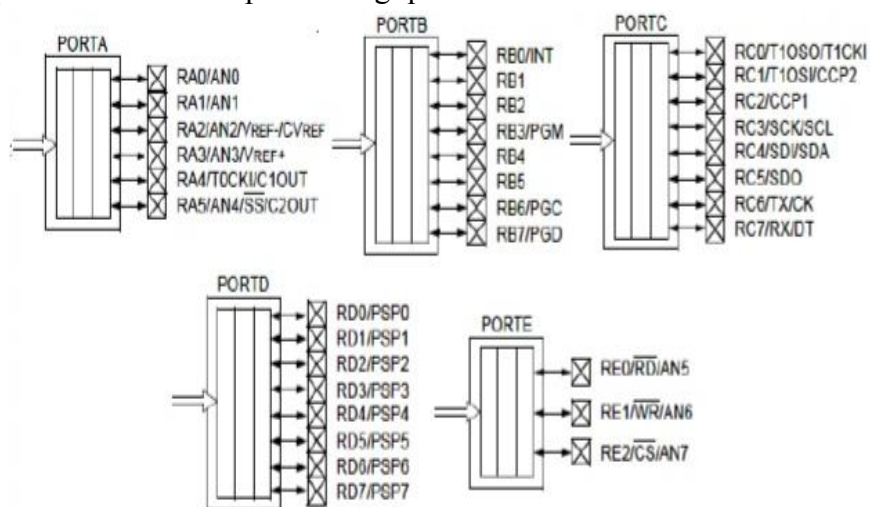 PORTA
RA0/AN0
RA1/AN1
RA2/AN2/VREF-/CVREF
RA3/AN3/VREF+
RA4/T0CKI/C1OUT
RA5/AN4/SS/C2OUT
PORTB
RB0/INT
RB1
RB2
RB3/PGM
RB4
RB5
RB6/PGC
RB7/PGD
PORTC
RC0/T1OSO/T1CKI
RC1/T1OSI/CCP2
RC2/CCP1
RC3/SCK/SCL
RC4/SDI/SDA
RC5/SDO
RC6/TX/CK
RC7/RX/DT
PORTD
RD0/PSP0
RD1/PSP1
RD2/PSP2
RD3/PSP3
RD4/PSP4
RD5/PSP5
RD6/PSP6
RD7/PSP7
PORTE
RE0/RD/AN5
RE1/WR/AN6
RE2/CS/AN7